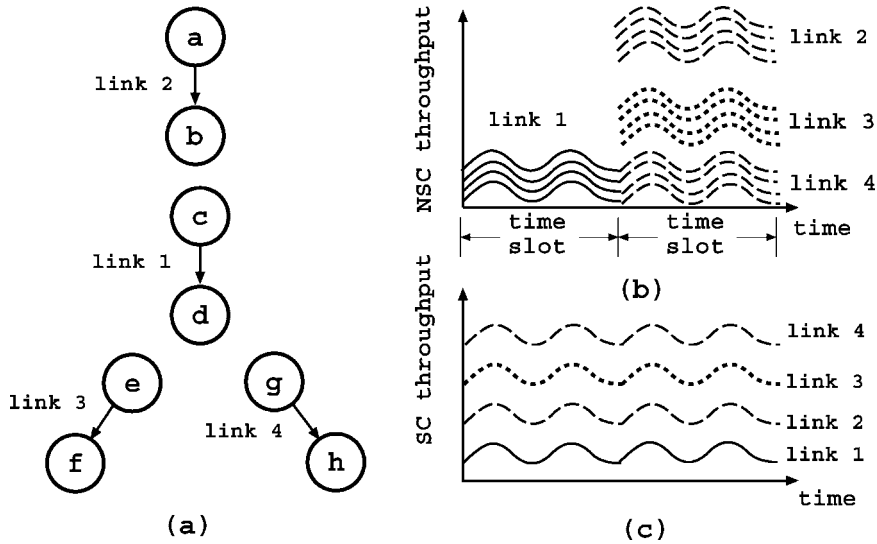 a
link 2
b
c
link 1
d
e
g
link 3
link 4
f
h
(a)
NSC throughput
link 1
link 2
link 3
link 4
time
time slot
time slot
(b)
SC throughput
link 4
link 3
link 2
link 1
time
(c)